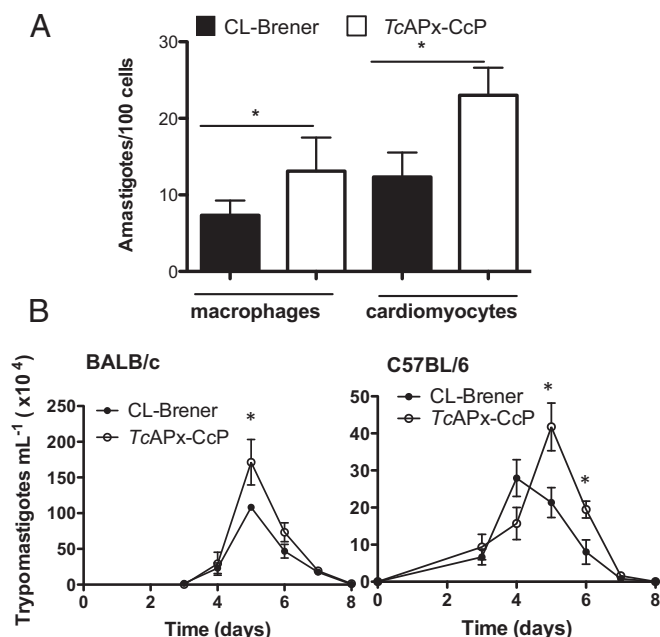 A
CL-Brener TcAPx-CcP
Amastigotes/100 cells
30
20
10
0
* *
macrophages cardiomyocytes
B
BALB/c
C57BL/6
Trypomastigotes mL-1 ( x10 4)
250
200
150
100
50
0
CL-Brener
TcAPx-CcP
*
0 2 4 6 8
Time (days)
50
40
30
20
10
0
CL-Brener
TcAPx-CcP
*
*
0 2 4 6 8
Time (days)